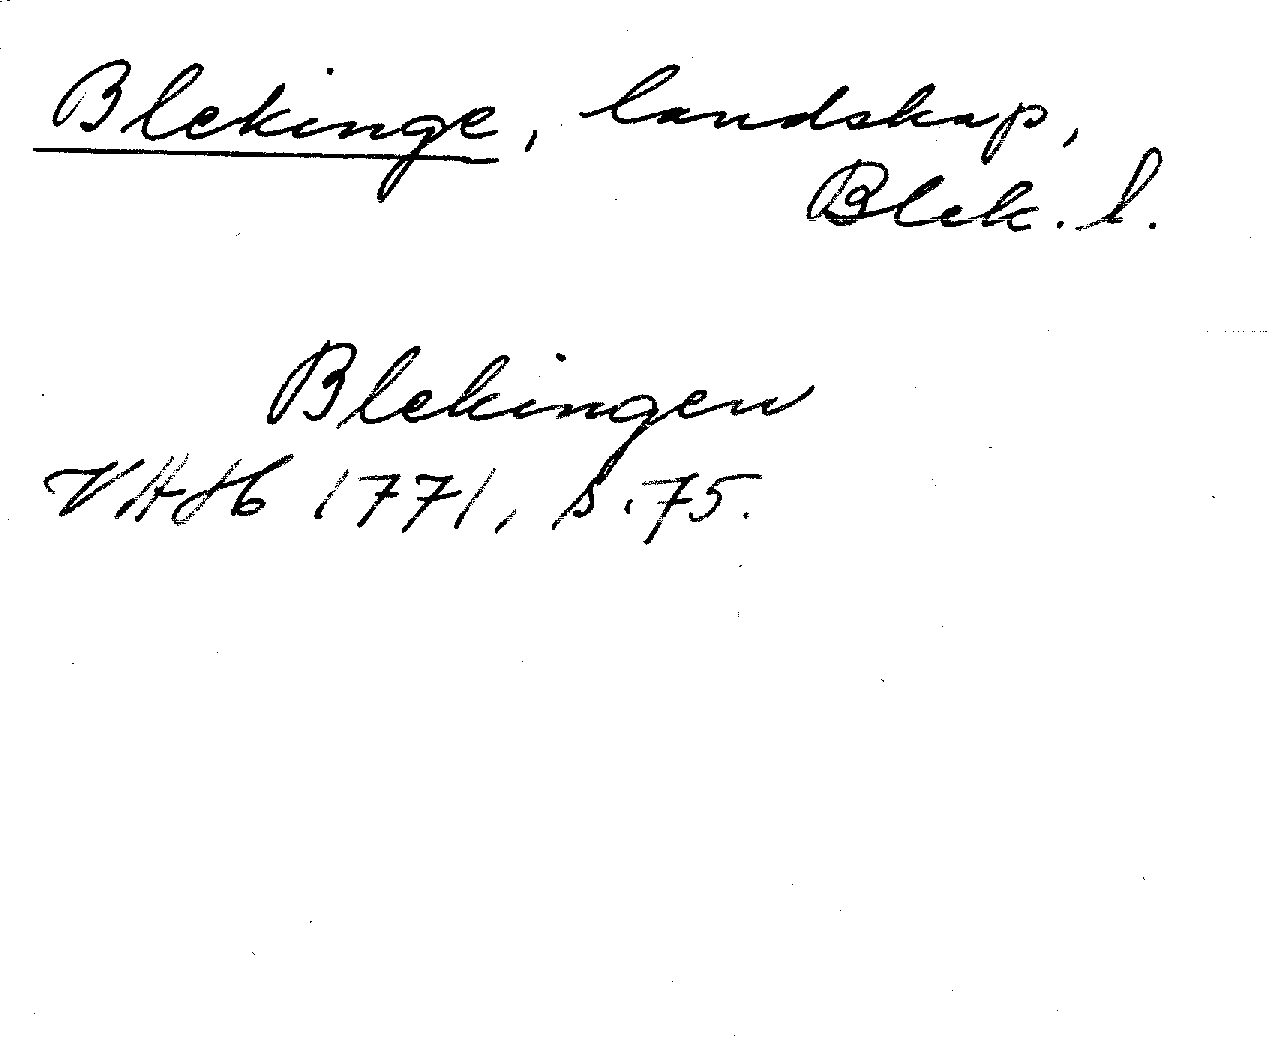 Blekinge, landskap,
Blek. l.
Blekingen
VAH 1771, s. 75.